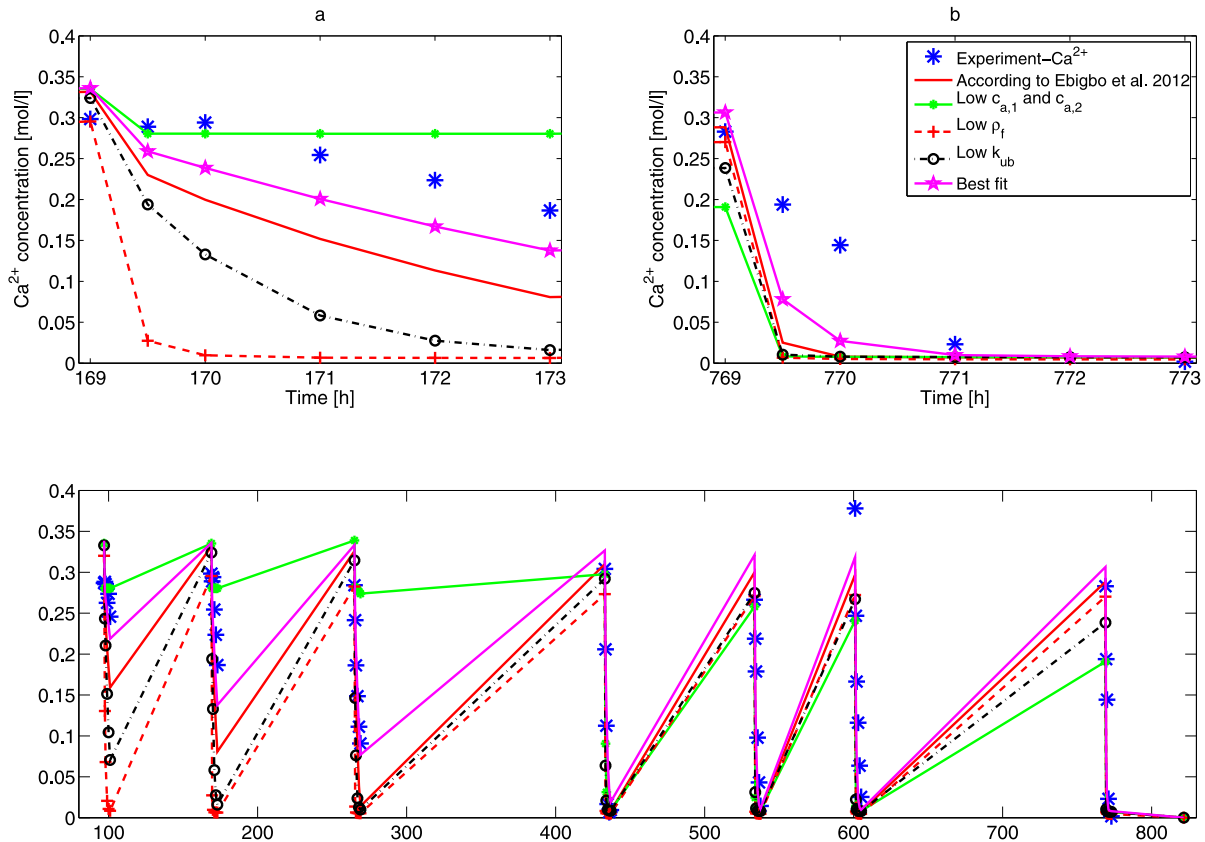 a
b
0.4
0.35
0.3
0.25
0.2
0.15
0.1
0.05
0
Ca2+ concentration [mol/l]
169 170 171 172 173
Time [h]
0.4
0.35
0.3
0.25
0.2
0.15
0.1
0.05
0
Ca2+ concentration [mol/l]
769 770 771 772 773
Time [h]
Experiment−Ca2+
According to Ebigbo et al. 2012
Low ca,1 and ca,2
Low ρf
Low kub
Best fit
0.4
0.35
0.3
0.25
0.2
0.15
0.1
0.05
0
100 200 300 400 500 600 700 800